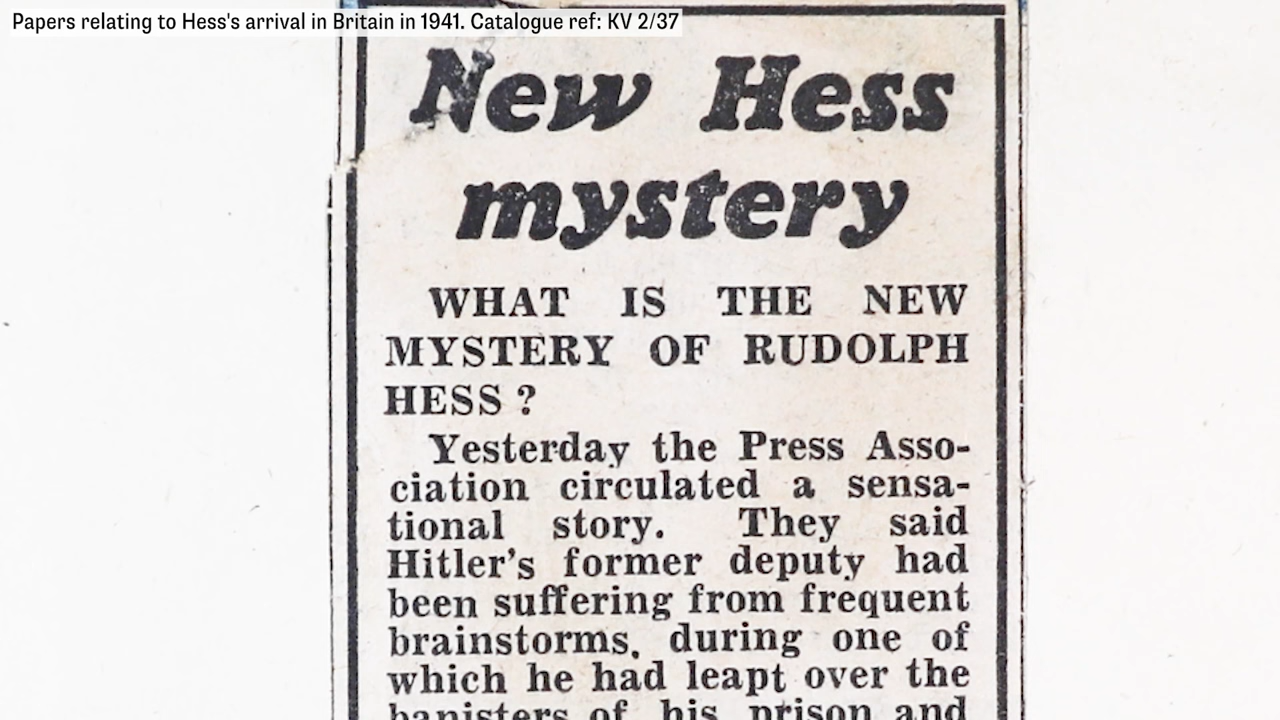 Papers relating to Hess's arrival in Britain in 1941. Catalogue ref: KV 2/37
New Hess
mystery
WHAT IS THE NEW
MYSTERY OF RUDOLPH
HESS ?
Yesterday the Press Asso-
ciation circulated a sensa-
tional story. They said
Hitler's former deputy had
been suffering from frequent
brainstorms, during one of
which he had leapt over the
banisters of his prison and